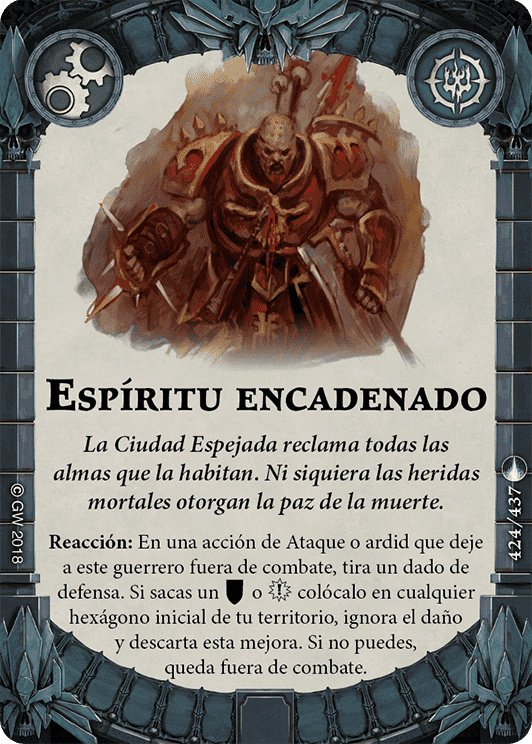 ESPÍRITU ENCADENADO
La Ciudad Espejada reclama todas las
almas que la habitan. Ni siquiera las heridas
mortales otorgan la paz de la muerte.
Reacción: En una acción de Ataque o ardid que deje
a este guerrero fuera de combate, tira un dado de
defensa. Si sacas un o colócalo en cualquier
hexágono inicial de tu territorio, ignora el daño
y descarta esta mejora. Si no puedes,
queda fuera de combate.
© GW 2018
424/437